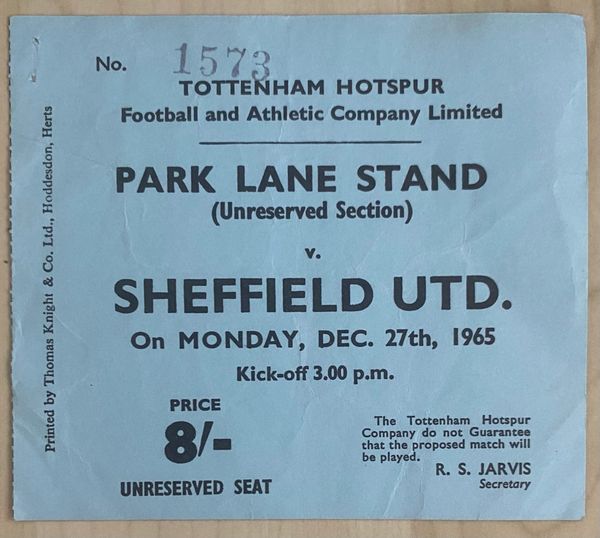 No. 1573
TOTTENHAM HOTSPUR
Football and Athletic Company Limited
PARK LANE STAND
(Unreserved Section)
v.
SHEFFIELD UTD.
On MONDAY, DEC. 27th, 1965
Kick-off 3.00 p.m.
PRICE
8/-
UNRESERVED SEAT
The Tottenham Hotspur
Company do not Guarantee
that the proposed match will
be played.
R. S. JARVIS
Secretary
Printed by Thomas Knight & Co. Ltd., Hoddesdon, Herts